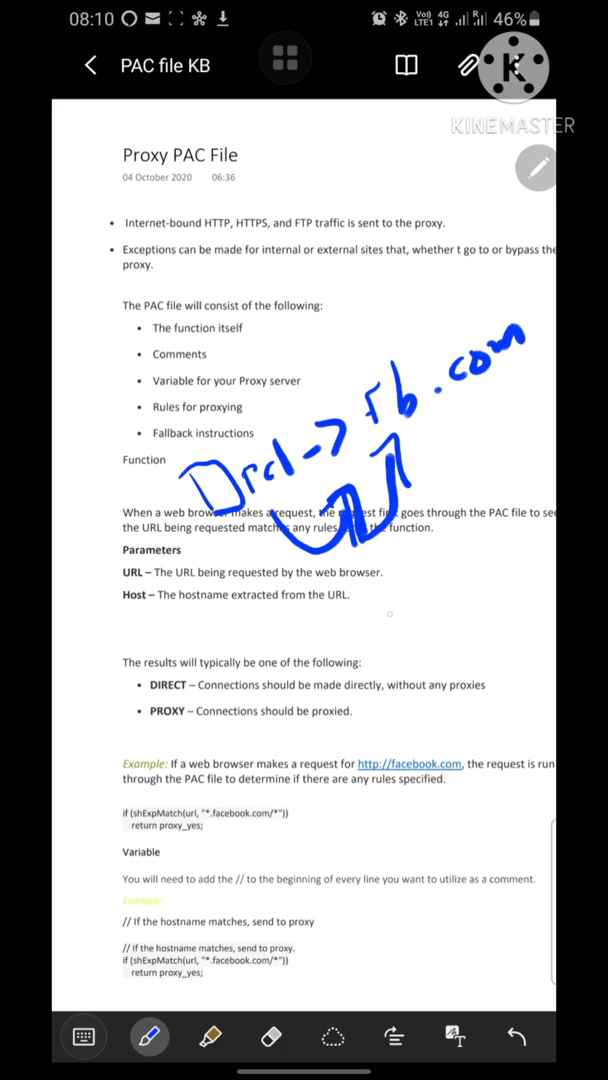 08:10 Vo)) 4G LTE1 R 46%
PAC file KB
K
KINEMASTER
Proxy PAC File
04 October 2020 06:36
• Internet-bound HTTP, HTTPS, and FTP traffic is sent to the proxy.
• Exceptions can be made for internal or external sites that, whether t go to or bypass the
proxy.
The PAC file will consist of the following:
• The function itself
• Comments
• Variable for your Proxy server
• Rules for proxying
• Fallback instructions
Drct -> fb.com
Function
When a web browser makes a request, the request first goes through the PAC file to see
the URL being requested matches any rules the function.
Parameters
URL – The URL being requested by the web browser.
Host – The hostname extracted from the URL.
The results will typically be one of the following:
• DIRECT – Connections should be made directly, without any proxies
• PROXY – Connections should be proxied.
Example: If a web browser makes a request for http://facebook.com, the request is run
through the PAC file to determine if there are any rules specified.
if (shExpMatch(url, "*.facebook.com/*"))
return proxy_yes;
Variable
You will need to add the // to the beginning of every line you want to utilize as a comment.
Example:
// If the hostname matches, send to proxy
// If the hostname matches, send to proxy.
if (shExpMatch(url, "*.facebook.com/*"))
return proxy_yes;
T